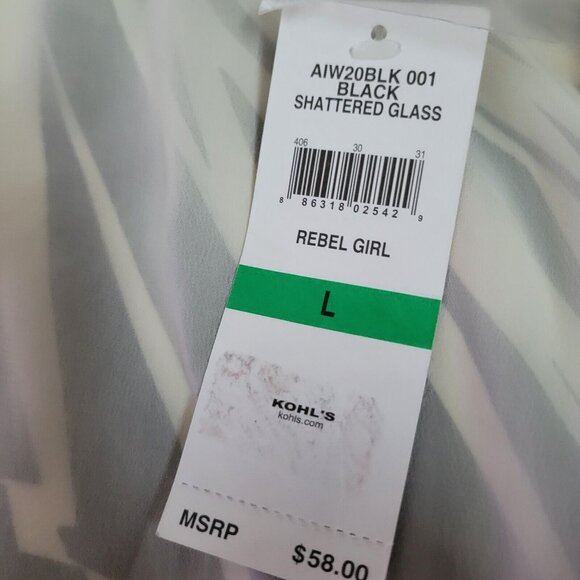 AIW20BLK 001
BLACK
SHATTERED GLASS
406 30 31
8 86318 02542 9
REBEL GIRL
L
KOHL'S
kohls.com
MSRP $58.00